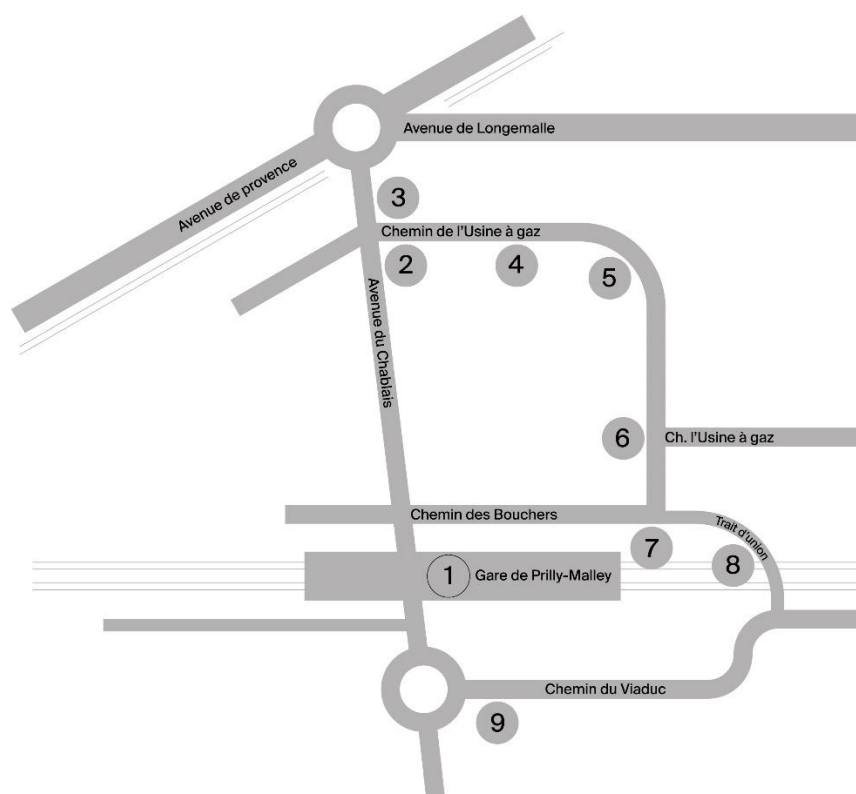 Avenue de Longemalle
Avenue de provence
3
Chemin de l'Usine à gaz
2
4
5
Avenue du Chablais
6
Ch. l'Usine à gaz
Chemin des Bouchers
Trait d'union
7
8
1
Gare de Prilly-Malley
Chemin du Viaduc
9